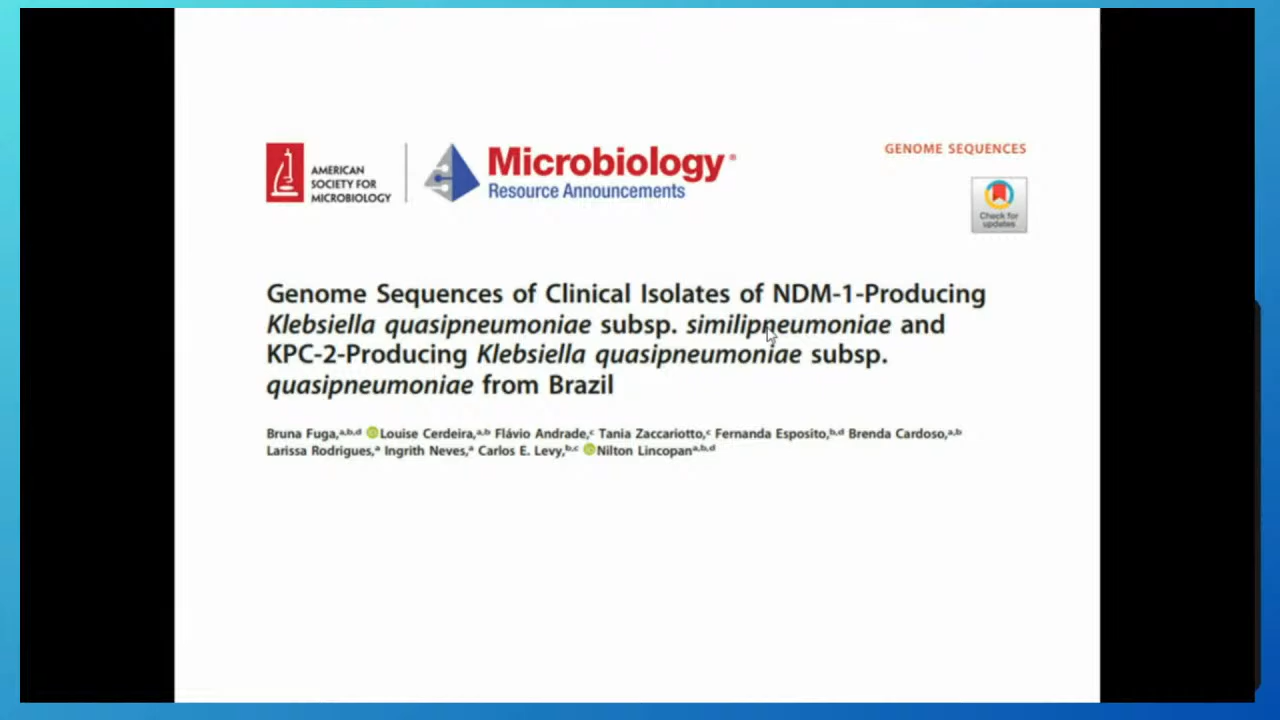 AMERICAN
SOCIETY FOR
MICROBIOLOGY
Microbiology®
Resource Announcements
GENOME SEQUENCES
Check for
updates
Genome Sequences of Clinical Isolates of NDM-1-Producing
Klebsiella quasipneumoniae subsp. similipneumoniae and
KPC-2-Producing Klebsiella quasipneumoniae subsp.
quasipneumoniae from Brazil
Bruna Fuga,a,b,d Louise Cerdeira,a,b Flávio Andrade,c Tania Zaccariotto,c Fernanda Esposito,b,d Brenda Cardoso,a,b
Larissa Rodrigues,a Ingrith Neves,a Carlos E. Levy,b,c Nilton Lincopana,b,d